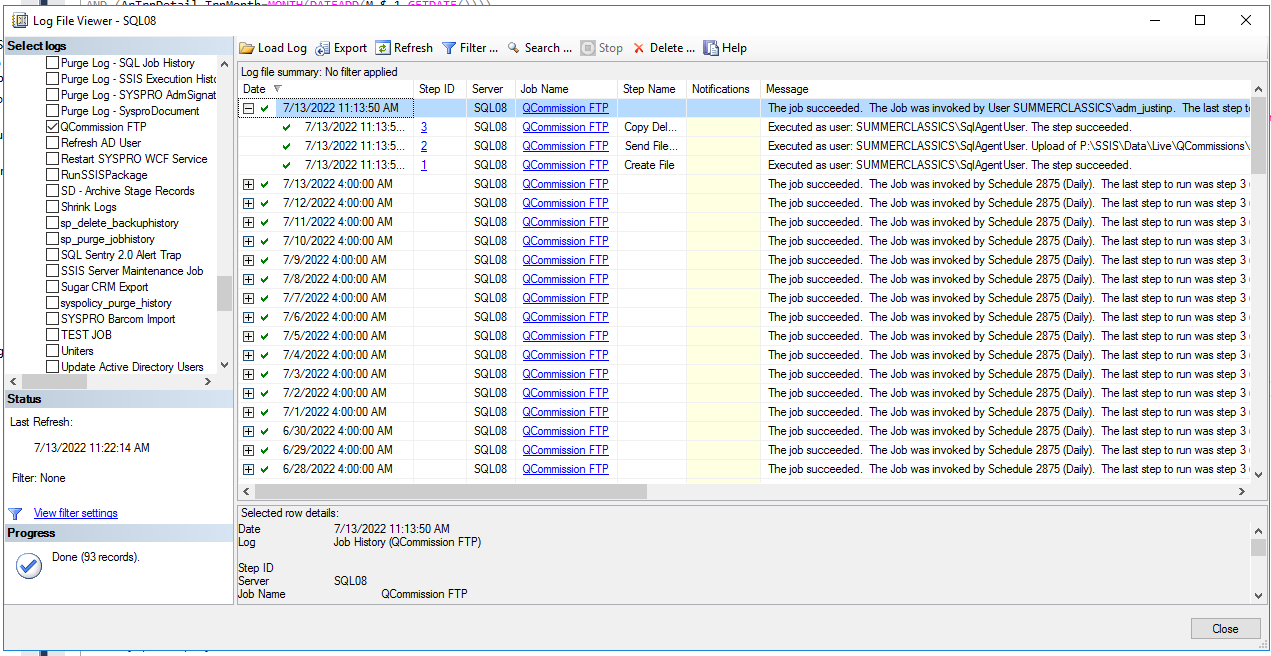 AND (ArTrnDetail.TrnMonth=MONTH(DATEADD(M,$-1,GETDATE())))
Log File Viewer - SQL08
Select logs
Purge Log - SQL Job History
Purge Log - SSIS Execution Histo
Purge Log - SYSPRO AdmSignat
Purge Log - SysproDocument
QCommission FTP
Refresh AD User
Restart SYSPRO WCF Service
RunSSISPackage
SD - Archive Stage Records
Shrink Logs
sp_delete_backuphistory
sp_purge_jobhistory
SQL Sentry 2.0 Alert Trap
SSIS Server Maintenance Job
Sugar CRM Export
syspolicy_purge_history
SYSPRO Barcom Import
TEST JOB
Uniters
Update Active Directory Users
Status
Last Refresh:
7/13/2022 11:22:14 AM
Filter: None
View filter settings
Progress
Done (93 records).
Load Log Export Refresh Filter ... Search ... Stop Delete ... Help
Log file summary: No filter applied
Date Step ID Server Job Name Step Name Notifications Message
7/13/2022 11:13:50 AM SQL08 QCommission FTP The job succeeded.  The Job was invoked by User SUMMERCLASSICS\adm_justinp.  The last step t
7/13/2022 11:13:5... 3 SQL08 QCommission FTP Copy Del... Executed as user: SUMMERCLASSICS\SqlAgentUser. The step succeeded.
7/13/2022 11:13:5... 2 SQL08 QCommission FTP Send File... Executed as user: SUMMERCLASSICS\SqlAgentUser. Upload of P:\SSIS\Data\Live\QCommissions\
7/13/2022 11:13:5... 1 SQL08 QCommission FTP Create File Executed as user: SUMMERCLASSICS\SqlAgentUser. The step succeeded.
7/13/2022 4:00:00 AM SQL08 QCommission FTP The job succeeded.  The Job was invoked by Schedule 2875 (Daily).  The last step to run was step 3 (
7/12/2022 4:00:00 AM SQL08 QCommission FTP The job succeeded.  The Job was invoked by Schedule 2875 (Daily).  The last step to run was step 3 (
7/11/2022 4:00:00 AM SQL08 QCommission FTP The job succeeded.  The Job was invoked by Schedule 2875 (Daily).  The last step to run was step 3 (
7/10/2022 4:00:00 AM SQL08 QCommission FTP The job succeeded.  The Job was invoked by Schedule 2875 (Daily).  The last step to run was step 3 (
7/9/2022 4:00:00 AM SQL08 QCommission FTP The job succeeded.  The Job was invoked by Schedule 2875 (Daily).  The last step to run was step 3 (
7/8/2022 4:00:00 AM SQL08 QCommission FTP The job succeeded.  The Job was invoked by Schedule 2875 (Daily).  The last step to run was step 3 (
7/7/2022 4:00:00 AM SQL08 QCommission FTP The job succeeded.  The Job was invoked by Schedule 2875 (Daily).  The last step to run was step 3 (
7/6/2022 4:00:00 AM SQL08 QCommission FTP The job succeeded.  The Job was invoked by Schedule 2875 (Daily).  The last step to run was step 3 (
7/5/2022 4:00:00 AM SQL08 QCommission FTP The job succeeded.  The Job was invoked by Schedule 2875 (Daily).  The last step to run was step 3 (
7/4/2022 4:00:00 AM SQL08 QCommission FTP The job succeeded.  The Job was invoked by Schedule 2875 (Daily).  The last step to run was step 3 (
7/3/2022 4:00:00 AM SQL08 QCommission FTP The job succeeded.  The Job was invoked by Schedule 2875 (Daily).  The last step to run was step 3 (
7/2/2022 4:00:00 AM SQL08 QCommission FTP The job succeeded.  The Job was invoked by Schedule 2875 (Daily).  The last step to run was step 3 (
7/1/2022 4:00:00 AM SQL08 QCommission FTP The job succeeded.  The Job was invoked by Schedule 2875 (Daily).  The last step to run was step 3 (
6/30/2022 4:00:00 AM SQL08 QCommission FTP The job succeeded.  The Job was invoked by Schedule 2875 (Daily).  The last step to run was step 3 (
6/29/2022 4:00:00 AM SQL08 QCommission FTP The job succeeded.  The Job was invoked by Schedule 2875 (Daily).  The last step to run was step 3 (
6/28/2022 4:00:00 AM SQL08 QCommission FTP The job succeeded.  The Job was invoked by Schedule 2875 (Daily).  The last step to run was step 3 (
Selected row details:
Date 7/13/2022 11:13:50 AM
Log Job History (QCommission FTP)
Step ID
Server SQL08
Job Name QCommission FTP
Close